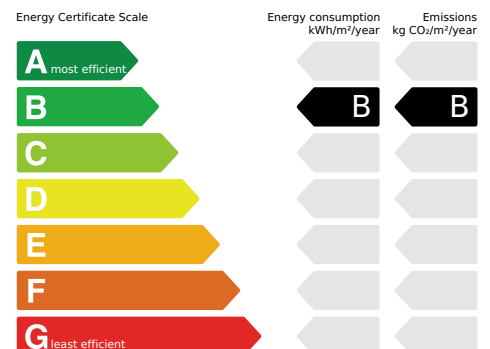 Energy Certificate Scale
Energy consumption
kWh/m²/year
Emissions
kg CO₂/m²/year
A most efficient
B
B
B
C
D
E
F
G least efficient